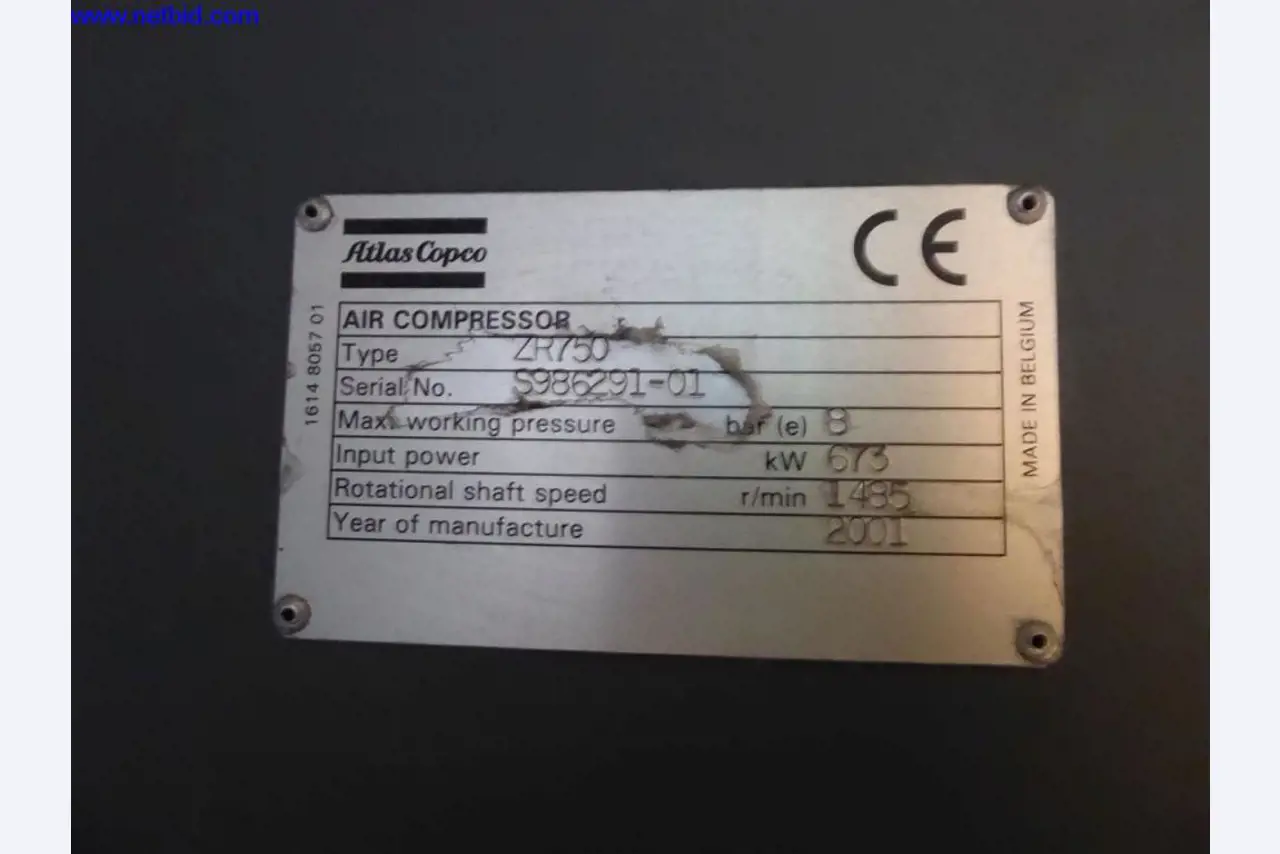 www.netbid.com
Atlas Copco
CE
AIR COMPRESSOR
Type ZR750
Serial No. S986291-01
Max. working pressure bar (e) 8
Input power kW 673
Rotational shaft speed r/min 1485
Year of manufacture 2001
1614 8057 01
MADE IN BELGIUM